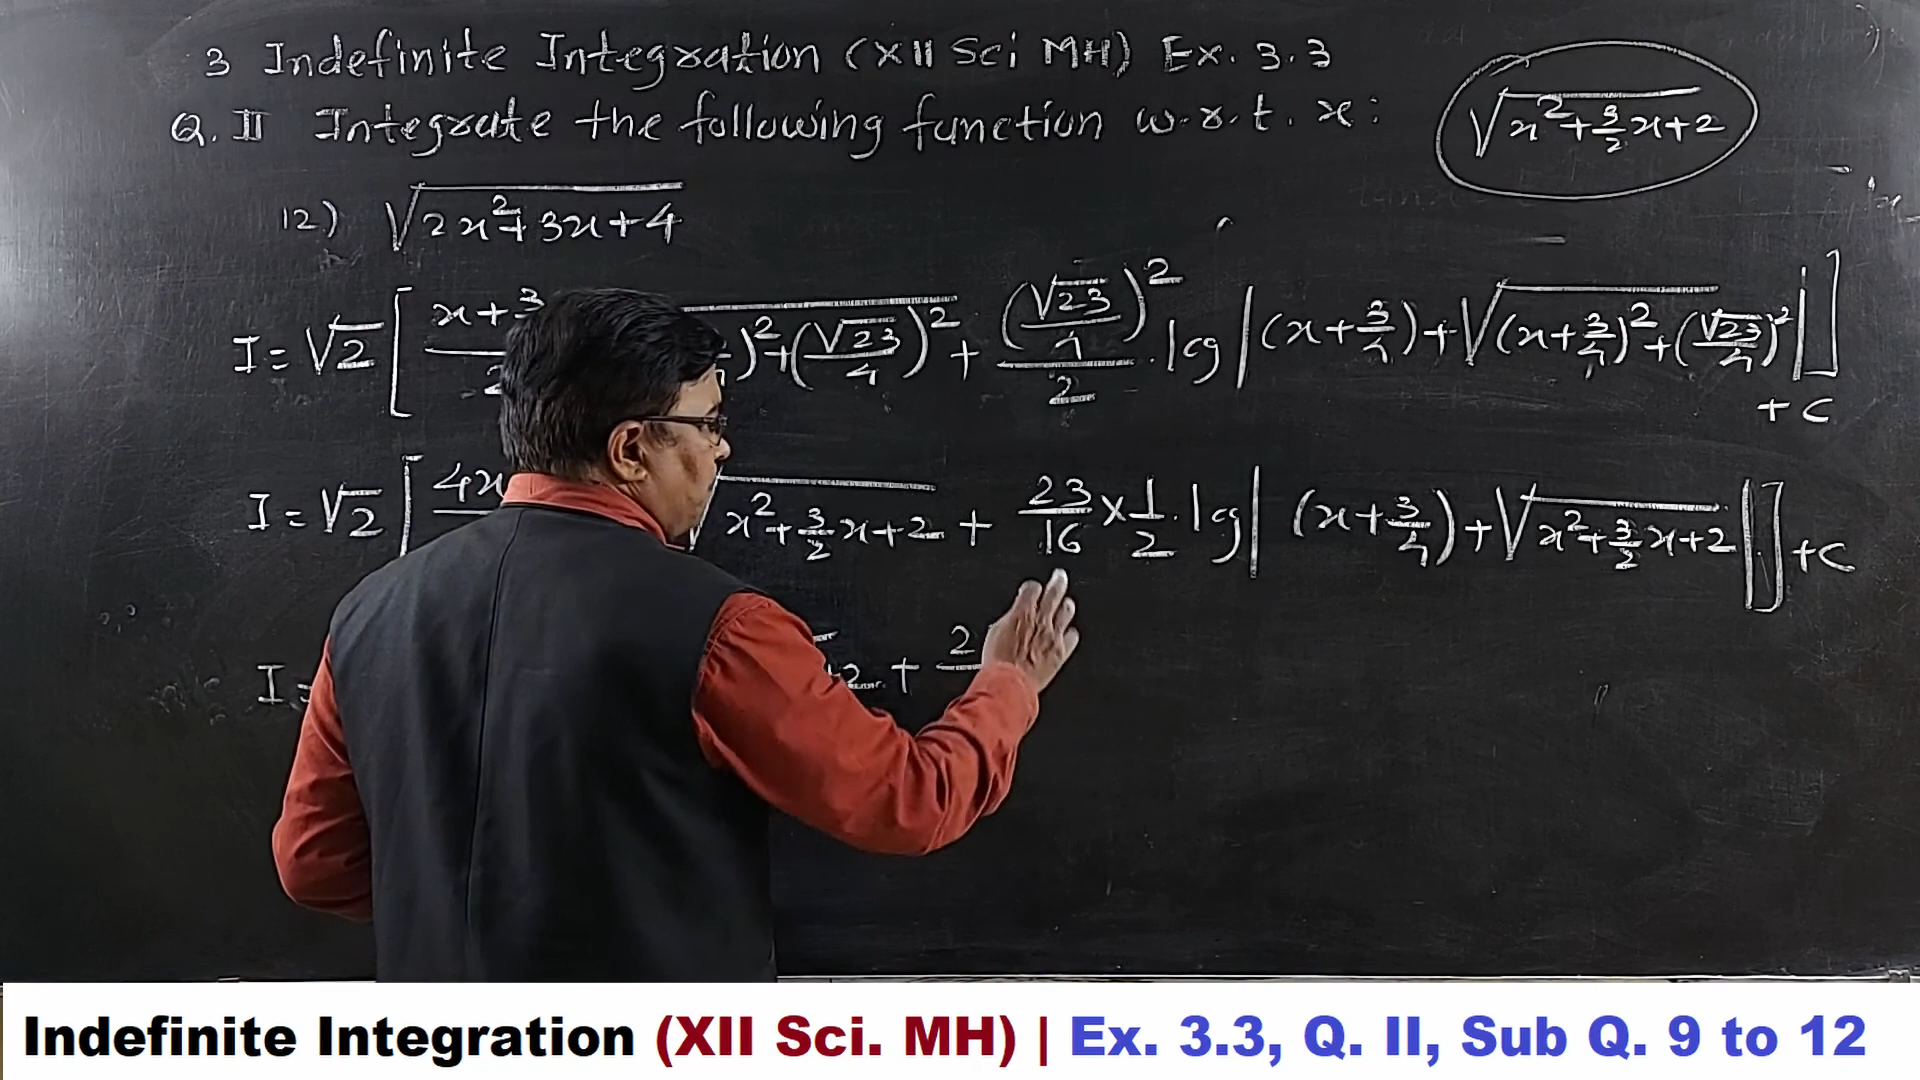 3 Indefinite Integration (XII Sci MH) Ex. 3.3
Q. II Integrate the following function w.r.t. x:
√(x²+3/2x+2)
12) √(2x²+3x+4)
I = √2 [ x+3 )²+(√23/4)² + (√23/4)²/2 . log |(x+3/4)+√((x+3/4)²+(√23/4)²)| ]
+ c
I = √2 [ 4x √(x²+3/2x+2) + 23/16 × 1/2 . log | (x+3/4)+√(x²+3/2x+2) | ] + c
I = +2 + 2
Indefinite Integration (XII Sci. MH) | Ex. 3.3, Q. II, Sub Q. 9 to 12